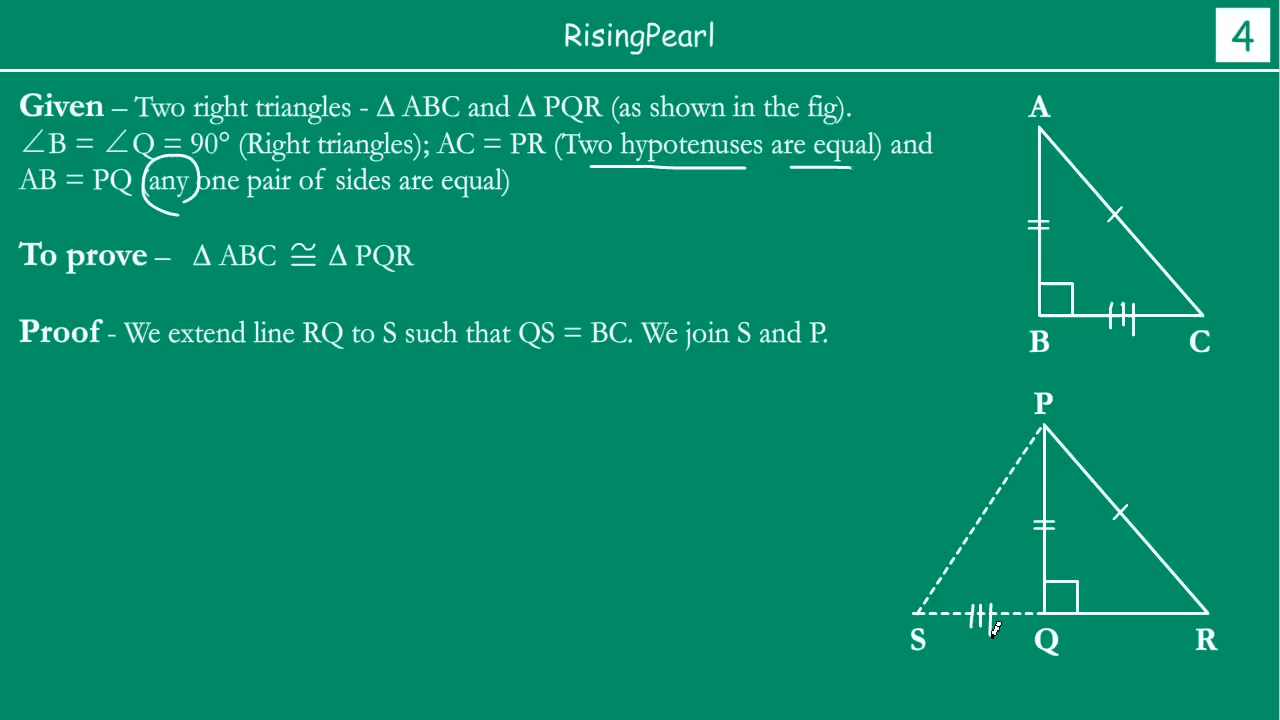 RisingPearl
4
Given – Two right triangles - Δ ABC and Δ PQR (as shown in the fig).
∠B = ∠Q = 90° (Right triangles); AC = PR (Two hypotenuses are equal) and
AB = PQ (any one pair of sides are equal)
To prove – Δ ABC ≅ Δ PQR
Proof - We extend line RQ to S such that QS = BC. We join S and P.
A
B C
P
S Q R